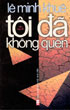 lê minh khuê
tôi đã
không quên